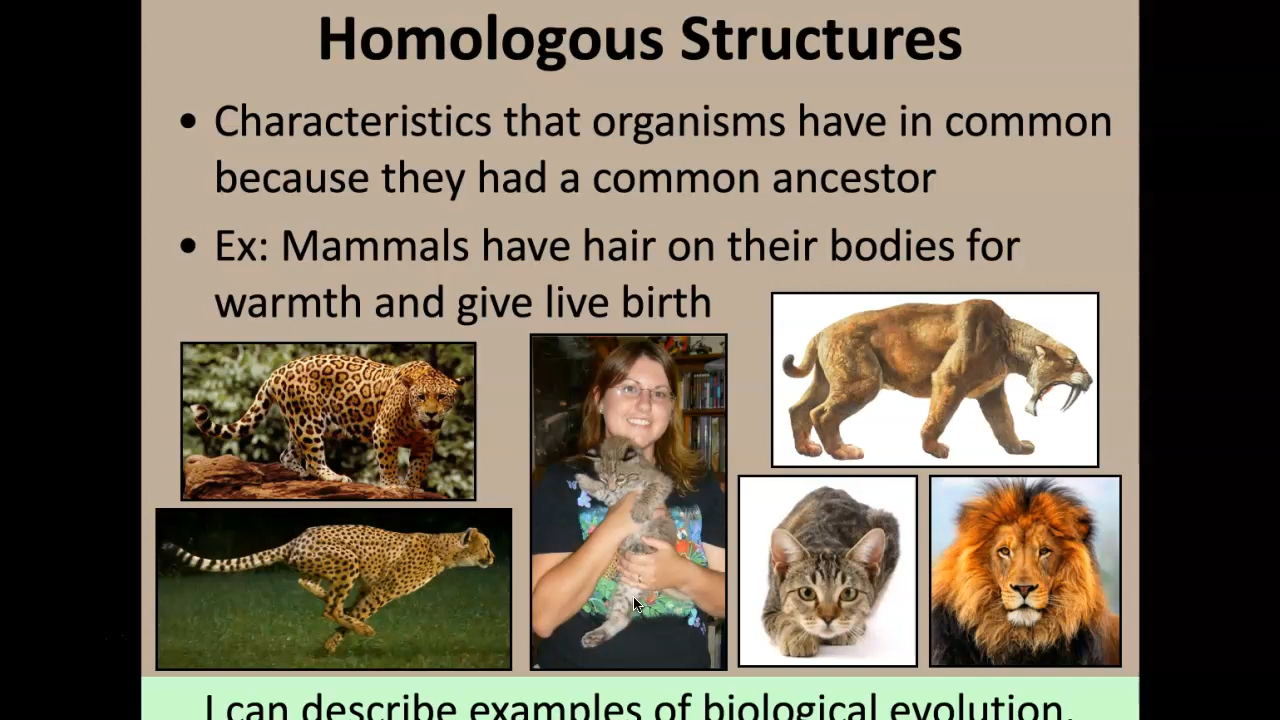 Homologous Structures
• Characteristics that organisms have in common
because they had a common ancestor
• Ex: Mammals have hair on their bodies for
warmth and give live birth
I can describe examples of biological evolution.